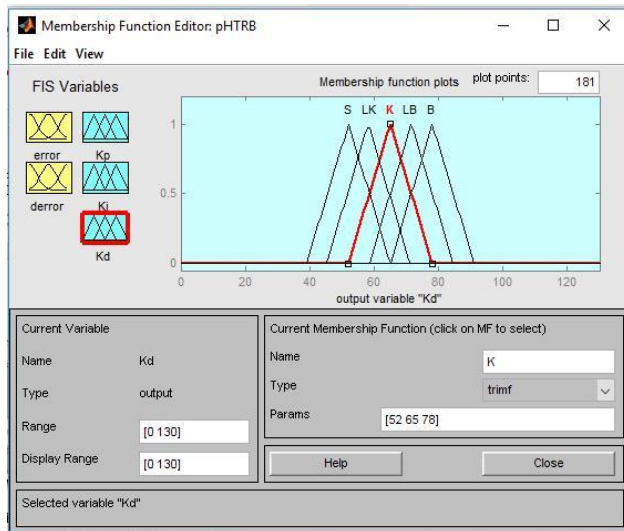 Membership Function Editor: pHTRB
File Edit View
FIS Variables
error
Kp
derror
Ki
Kd
Membership function plots
plot points:
181
S LK K LB B
1
0.5
0
0 20 40 60 80 100 120
output variable "Kd"
Current Variable
Name Kd
Type output
Range [0 130]
Display Range [0 130]
Current Membership Function (click on MF to select)
Name K
Type trimf
Params [52 65 78]
Help
Close
Selected variable "Kd"